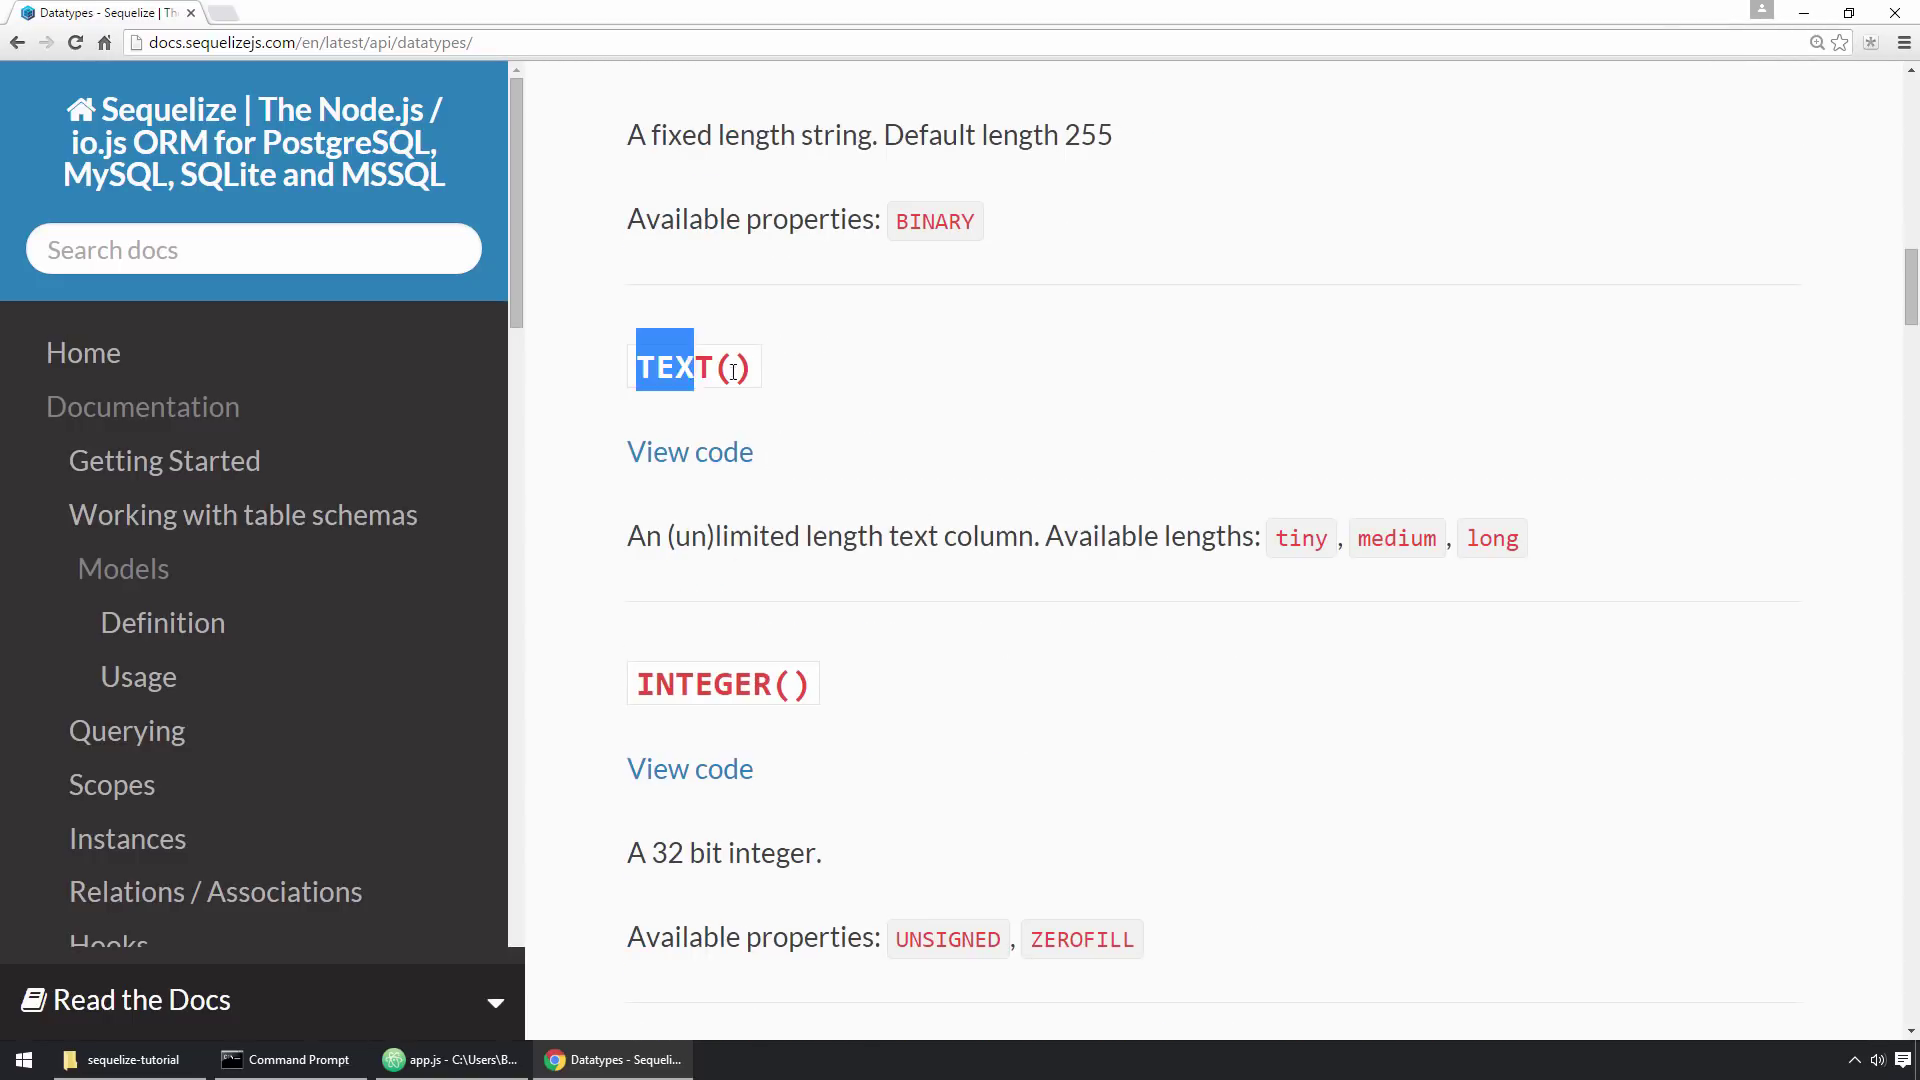 Datatypes - Sequelize | Th
docs.sequelizejs.com/en/latest/api/datatypes/
Sequelize | The Node.js /
io.js ORM for PostgreSQL,
MySQL, SQLite and MSSQL
Search docs
Home
Documentation
Getting Started
Working with table schemas
Models
Definition
Usage
Querying
Scopes
Instances
Relations / Associations
Hooks
Read the Docs
A fixed length string. Default length 255
Available properties: BINARY
TEXT()
View code
An (un)limited length text column. Available lengths: tiny, medium, long
INTEGER()
View code
A 32 bit integer.
Available properties: UNSIGNED, ZEROFILL
sequelize-tutorial
Command Prompt
app.js - C:\Users\B...
Datatypes - Sequeli...